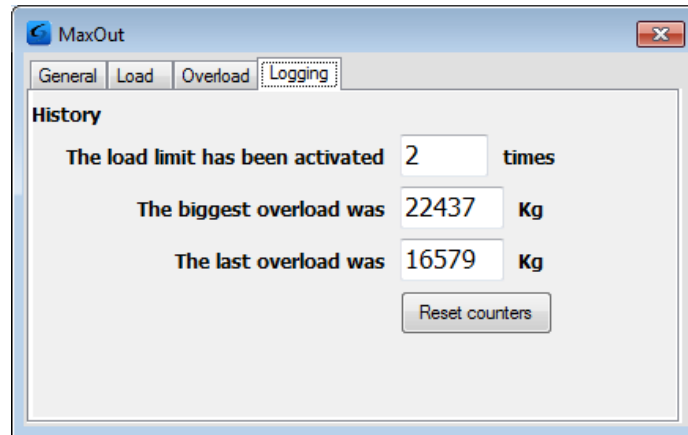 MaxOut
General Load Overload Logging
History
The load limit has been activated 2 times
The biggest overload was 22437 Kg
The last overload was 16579 Kg
Reset counters